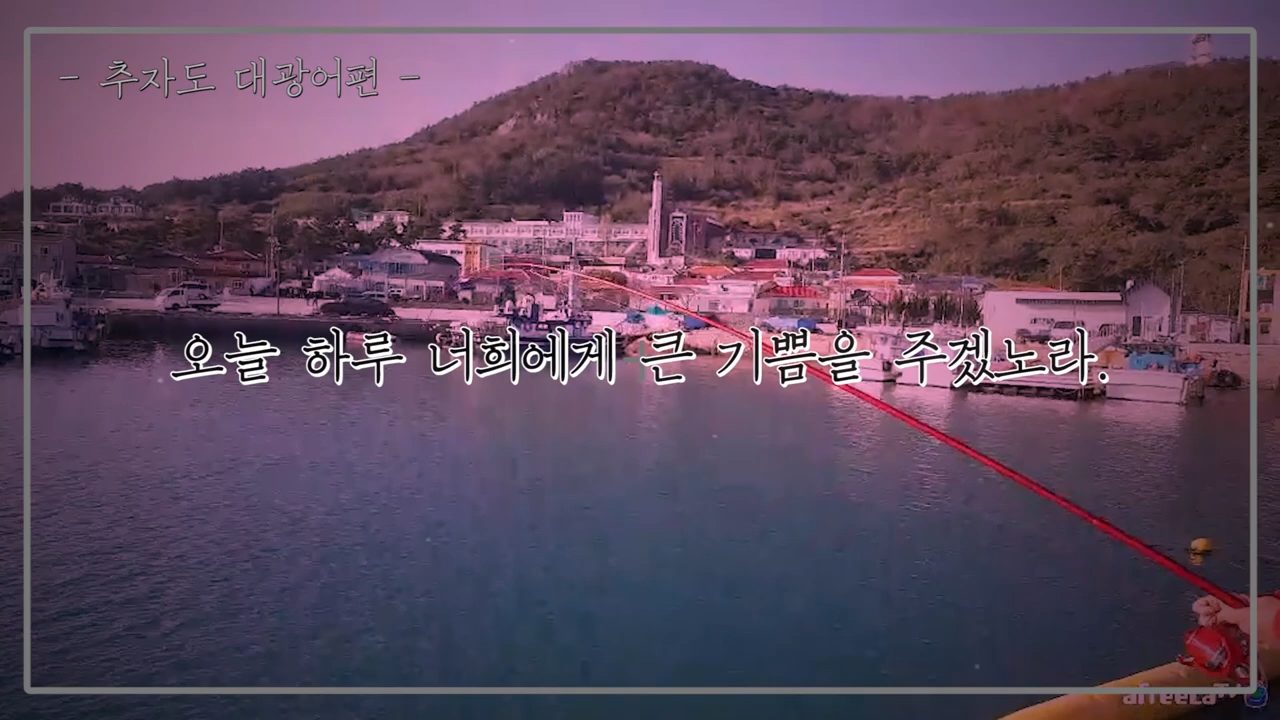 - 추자도 대광어편 -
오늘 하루 너희에게 큰 기쁨을 주겠노라.
afreecaTV